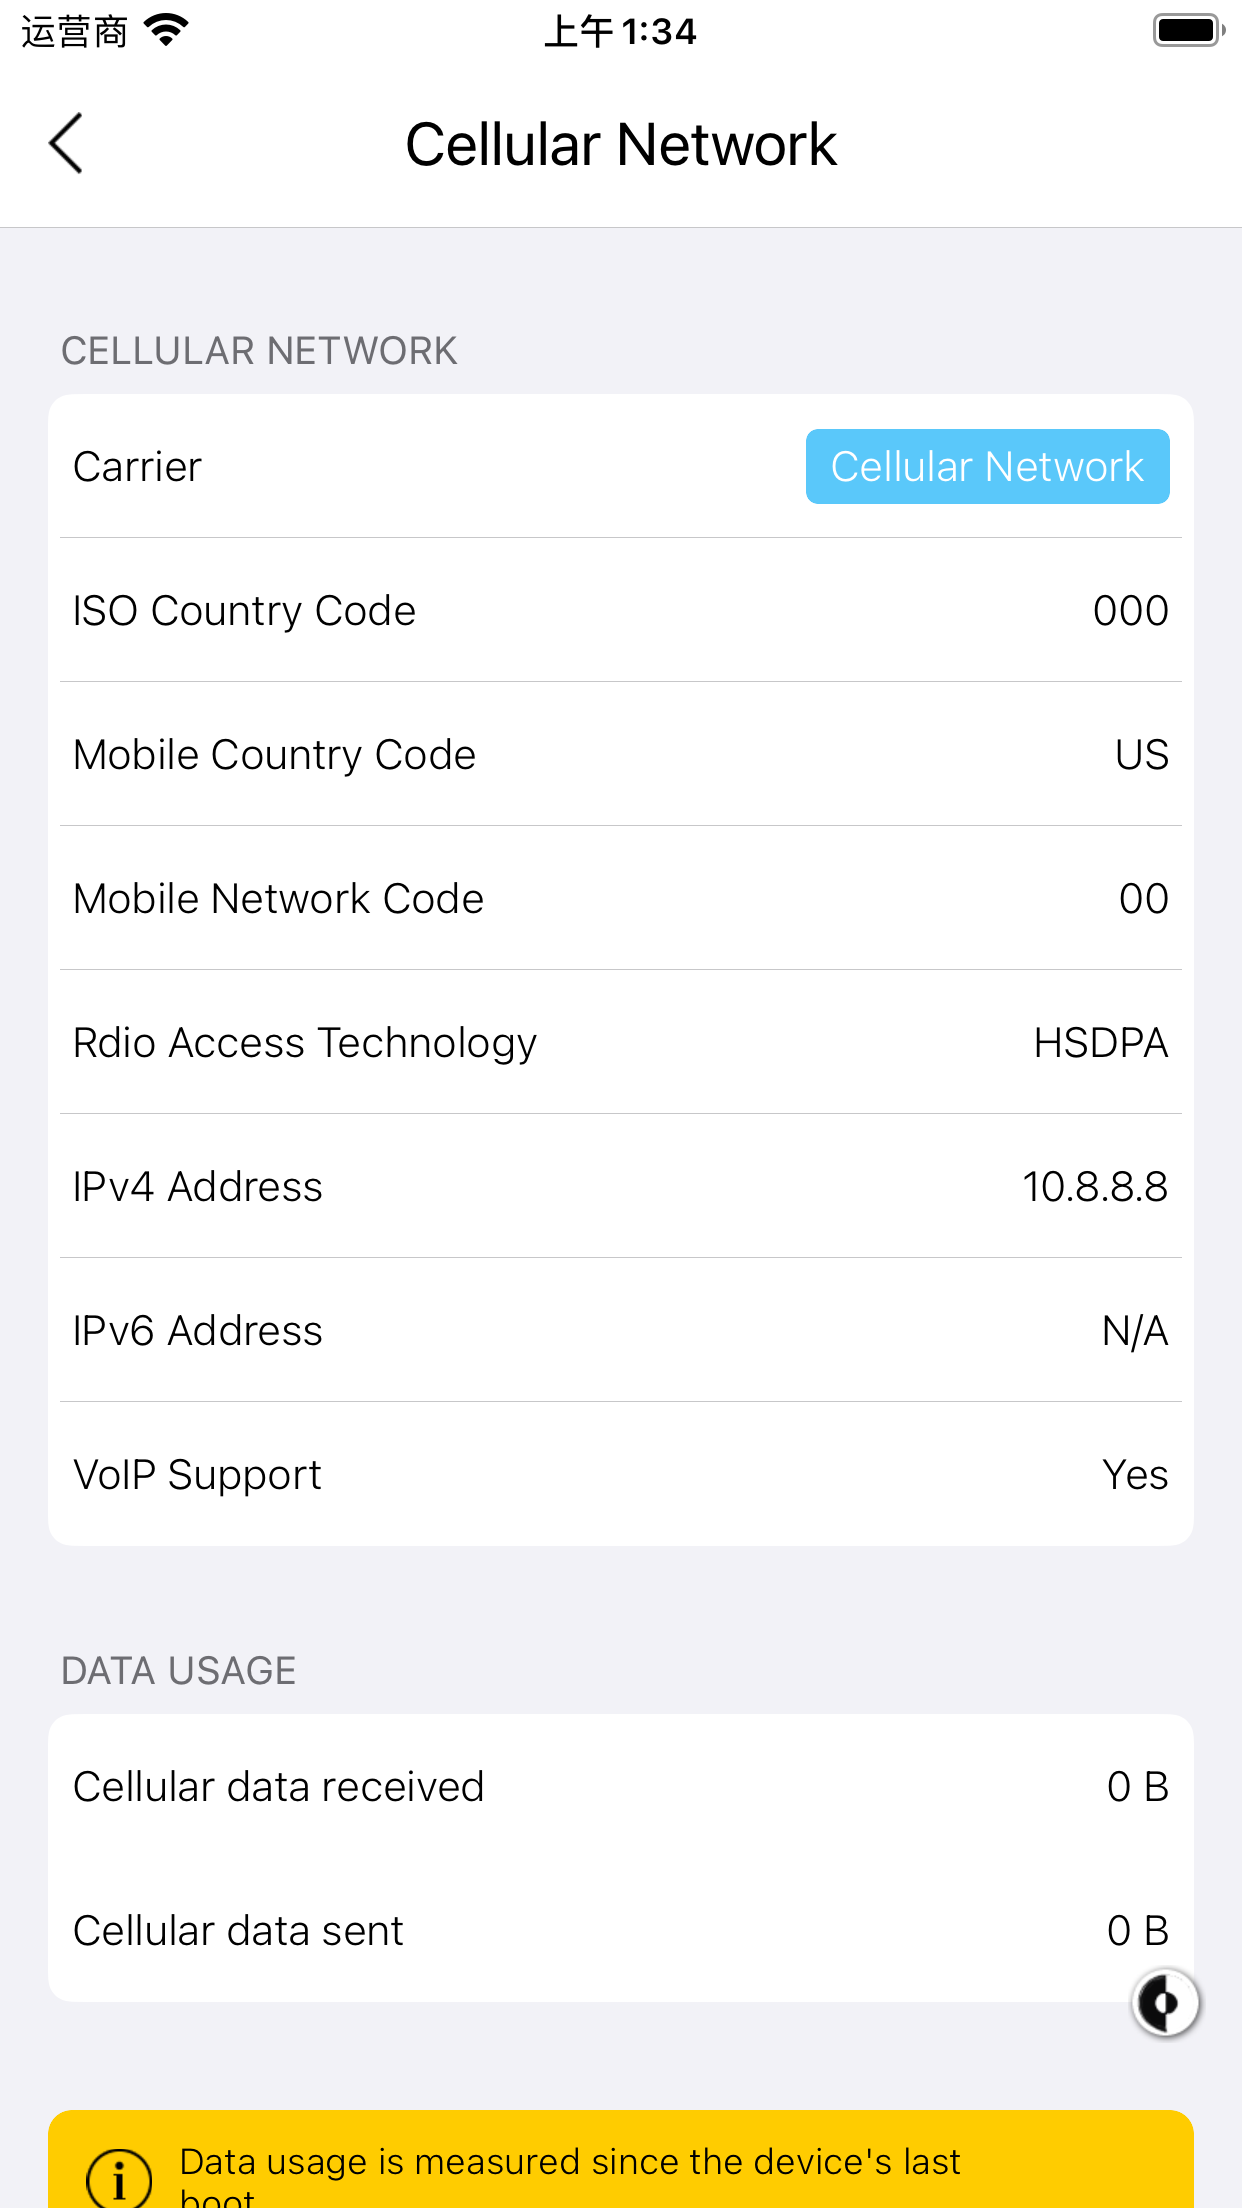 运营商 上午 1:34
Cellular Network
CELLULAR NETWORK
Carrier Cellular Network
ISO Country Code 000
Mobile Country Code US
Mobile Network Code 00
Rdio Access Technology HSDPA
IPv4 Address 10.8.8.8
IPv6 Address N/A
VoIP Support Yes
DATA USAGE
Cellular data received 0 B
Cellular data sent 0 B
Data usage is measured since the device's last
boot.